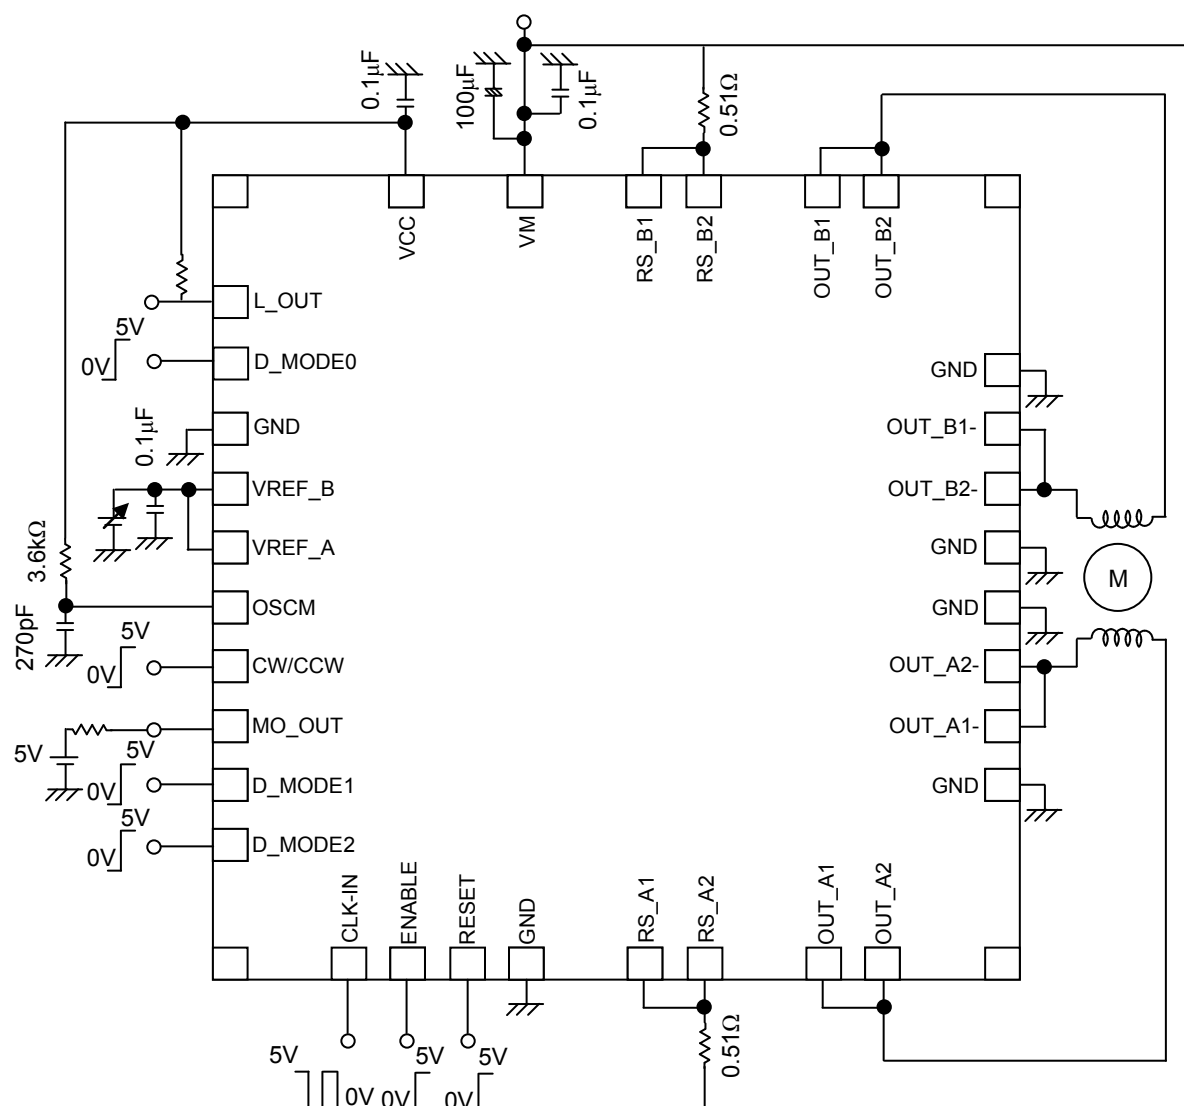 0.1µF
100µF
0.1µF
0.51Ω
VCC
VM
RS_B1
RS_B2
OUT_B1
OUT_B2
L_OUT
5V
0V
D_MODE0
GND
0.1µF
VREF_B
VREF_A
3.6kΩ
OSCM
270pF
5V
0V
CW/CCW
MO_OUT
5V
5V
0V
D_MODE1
5V
0V
D_MODE2
GND
OUT_B1-
OUT_B2-
GND
M
GND
OUT_A2-
OUT_A1-
GND
CLK-IN
ENABLE
RESET
GND
RS_A1
RS_A2
OUT_A1
OUT_A2
0.51Ω
5V
0V
5V
0V
5V
0V